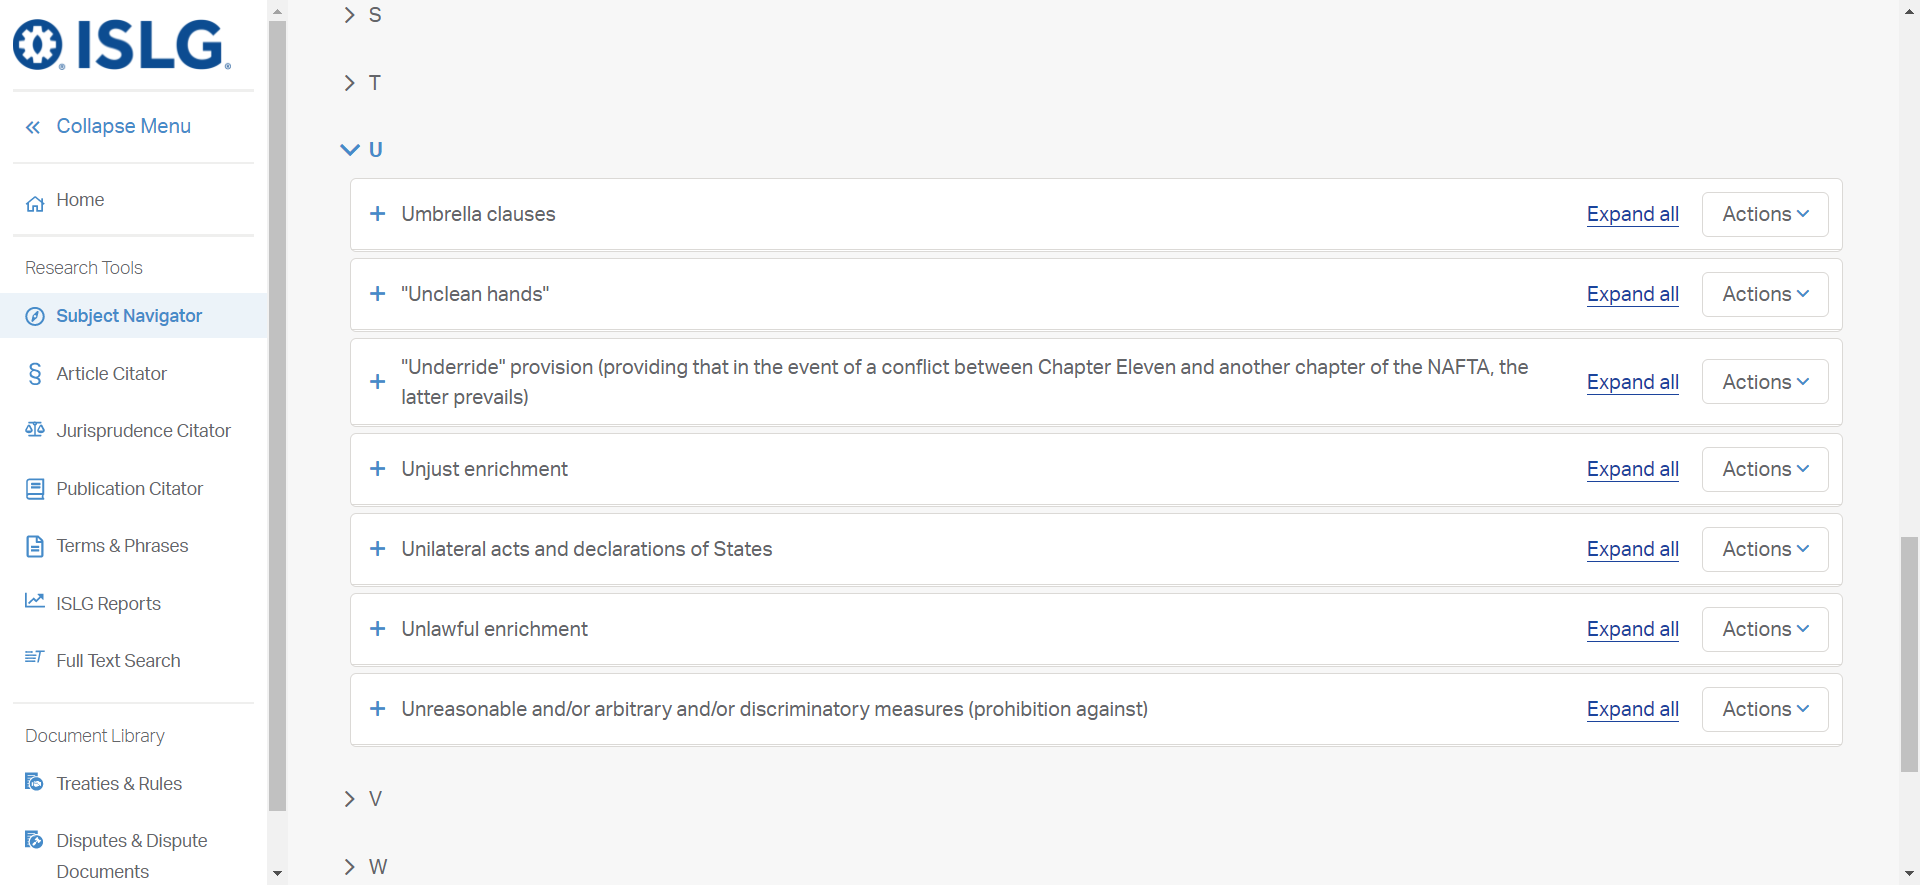 ISLG
Collapse Menu
Home
Research Tools
Subject Navigator
Article Citator
Jurisprudence Citator
Publication Citator
Terms & Phrases
ISLG Reports
Full Text Search
Document Library
Treaties & Rules
Disputes & Dispute
Documents
S
T
U
Umbrella clauses Expand all Actions
"Unclean hands" Expand all Actions
"Underride" provision (providing that in the event of a conflict between Chapter Eleven and another chapter of the NAFTA, the
latter prevails) Expand all Actions
Unjust enrichment Expand all Actions
Unilateral acts and declarations of States Expand all Actions
Unlawful enrichment Expand all Actions
Unreasonable and/or arbitrary and/or discriminatory measures (prohibition against) Expand all Actions
V
W